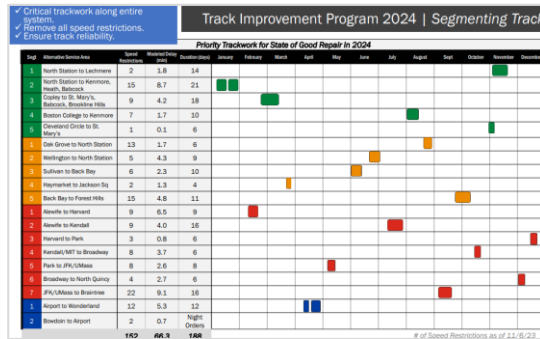 ✓ Critical trackwork along entire
system.
✓ Remove all speed restrictions.
✓ Ensure track reliability.
Track Improvement Program 2024 | Segmenting Track
Priority Trackwork for State of Good Repair in 2024
Segt Alternative Service Area Speed Restrictions Modeled Delay (min) Duration (days) January February March April May June July August Sept October November December
1 North Station to Lechmere 2 1.8 14
2 North Station to Kenmore, Heath, Babcock 15 8.7 21
3 Copley to St. Mary's, Babcock, Brookline Hills 9 4.2 18
4 Boston College to Kenmore 7 1.7 10
5 Cleveland Circle to St. Mary's 1 0.1 6
1 Oak Grove to North Station 13 1.7 6
2 Wellington to North Station 5 4.3 9
3 Sullivan to Back Bay 6 2.3 10
4 Haymarket to Jackson Sq 2 1.3 4
5 Back Bay to Forest Hills 15 4.8 11
1 Alewife to Harvard 9 6.5 9
2 Alewife to Kendall 9 4.0 16
3 Harvard to Park 3 0.8 6
4 Kendall/MIT to Broadway 8 3.7 6
5 Park to JFK/UMass 8 2.6 8
6 Broadway to North Quincy 4 2.7 6
7 JFK/UMass to Braintree 22 9.1 16
1 Airport to Wonderland 12 5.3 12
2 Bowdoin to Airport 2 0.7 Night Orders
152 66.3 188
# of Speed Restrictions as of 11/6/23